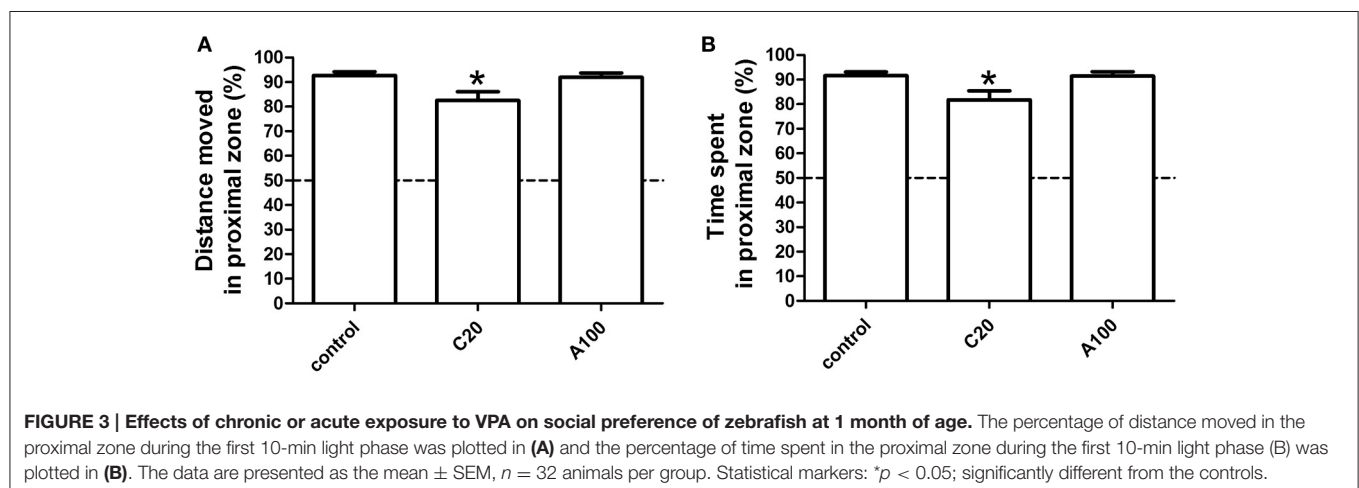 A
Distance moved
in proximal zone (%)
100
90
80
70
60
50
40
30
20
10
0
*
control
C20
A100
B
Time spent
in proximal zone (%)
100
90
80
70
60
50
40
30
20
10
0
*
control
C20
A100
FIGURE 3 | Effects of chronic or acute exposure to VPA on social preference of zebrafish at 1 month of age. The percentage of distance moved in the
proximal zone during the first 10-min light phase was plotted in (A) and the percentage of time spent in the proximal zone during the first 10-min light phase (B) was
plotted in (B). The data are presented as the mean ± SEM, n = 32 animals per group. Statistical markers: *p < 0.05; significantly different from the controls.